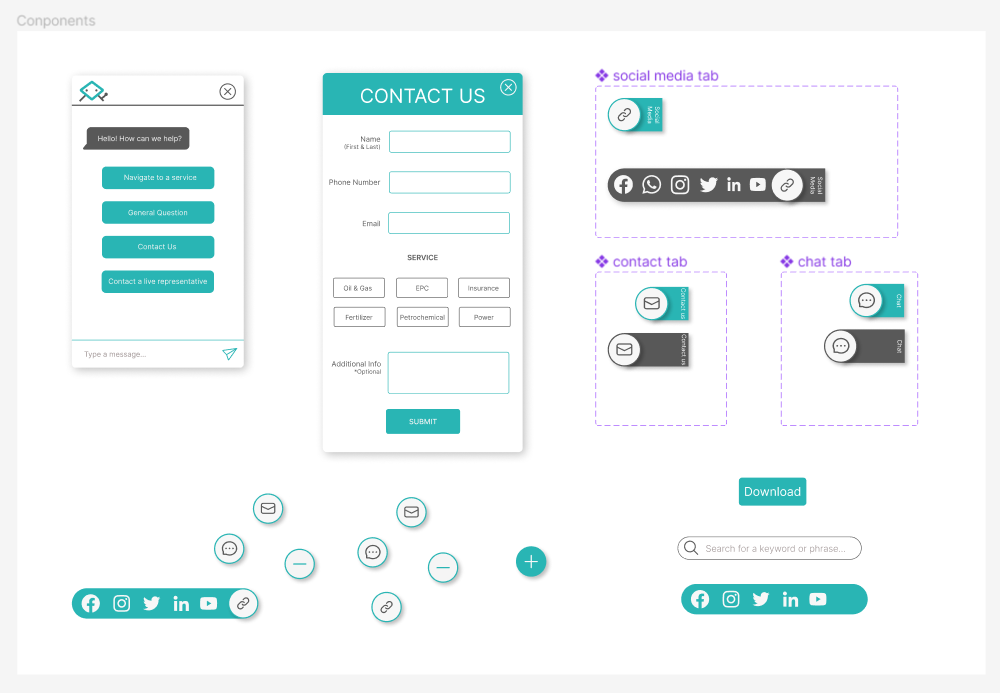 Conponents
Hello! How can we help?
Navigate to a service
General Question
Contact Us
Contact a live representative
Type a message...
CONTACT US
Name
(First & Last)
Phone Number
Email
SERVICE
Oil & Gas
EPC
Insurance
Fertilizer
Petrochemical
Power
Additional Info
*Optional
SUBMIT
social media tab
Social
Media
Social
Media
contact tab
Contact us
Contact us
chat tab
Chat
Chat
Download
Search for a keyword or phrase...